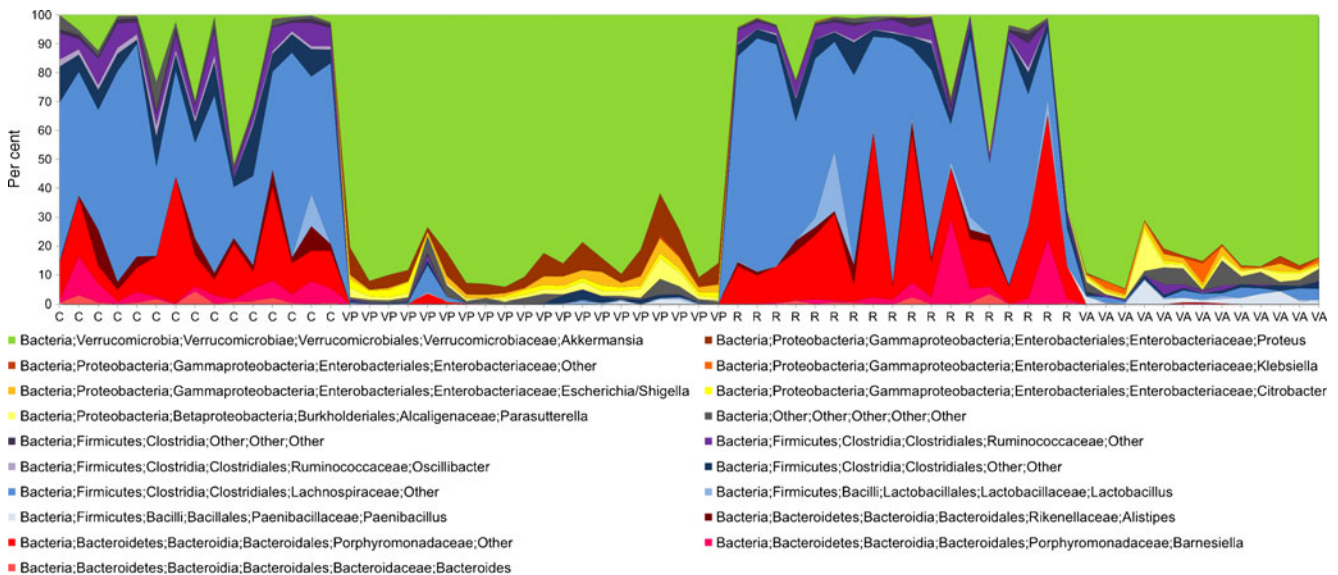 100
90
80
70
60
50
40
30
20
10
0
Per cent
C C C C C C C C C C C C C C C VP VP VP VP VP VP VP VP VP VP VP VP VP VP VP VP VP VP VP VP R R R R R R R R R R R R R R R R R R VA VA VA VA VA VA VA VA VA VA VA VA VA
Bacteria;Verrucomicrobia;Verrucomicrobiae;Verrucomicrobiales;Verrucomicrobiaceae;Akkermansia
Bacteria;Proteobacteria;Gammaproteobacteria;Enterobacteriales;Enterobacteriaceae;Proteus
Bacteria;Proteobacteria;Gammaproteobacteria;Enterobacteriales;Enterobacteriaceae;Other
Bacteria;Proteobacteria;Gammaproteobacteria;Enterobacteriales;Enterobacteriaceae;Klebsiella
Bacteria;Proteobacteria;Gammaproteobacteria;Enterobacteriales;Enterobacteriaceae;Escherichia/Shigella
Bacteria;Proteobacteria;Gammaproteobacteria;Enterobacteriales;Enterobacteriaceae;Citrobacter
Bacteria;Proteobacteria;Betaproteobacteria;Burkholderiales;Alcaligenaceae;Parasutterella
Bacteria;Other;Other;Other;Other;Other
Bacteria;Firmicutes;Clostridia;Other;Other;Other
Bacteria;Firmicutes;Clostridia;Clostridiales;Ruminococcaceae;Other
Bacteria;Firmicutes;Clostridia;Clostridiales;Ruminococcaceae;Oscillibacter
Bacteria;Firmicutes;Clostridia;Clostridiales;Other;Other
Bacteria;Firmicutes;Clostridia;Clostridiales;Lachnospiraceae;Other
Bacteria;Firmicutes;Bacilli;Lactobacillales;Lactobacillaceae;Lactobacillus
Bacteria;Firmicutes;Bacilli;Bacillales;Paenibacillaceae;Paenibacillus
Bacteria;Bacteroidetes;Bacteroidia;Bacteroidales;Rikenellaceae;Alistipes
Bacteria;Bacteroidetes;Bacteroidia;Bacteroidales;Porphyromonadaceae;Other
Bacteria;Bacteroidetes;Bacteroidia;Bacteroidales;Porphyromonadaceae;Barnesiella
Bacteria;Bacteroidetes;Bacteroidia;Bacteroidales;Bacteroidaceae;Bacteroides